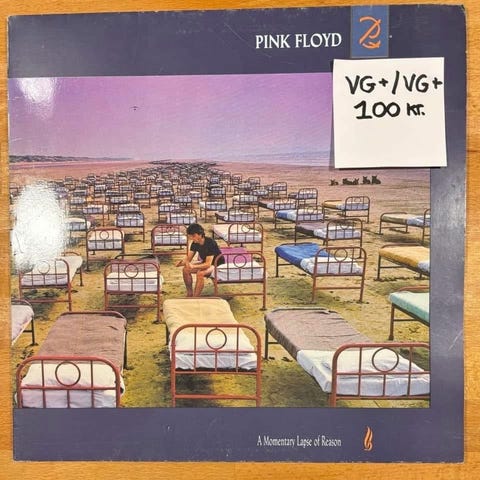 PINK FLOYD
VG+/VG+
100 KR.
A Momentary Lapse of Reason